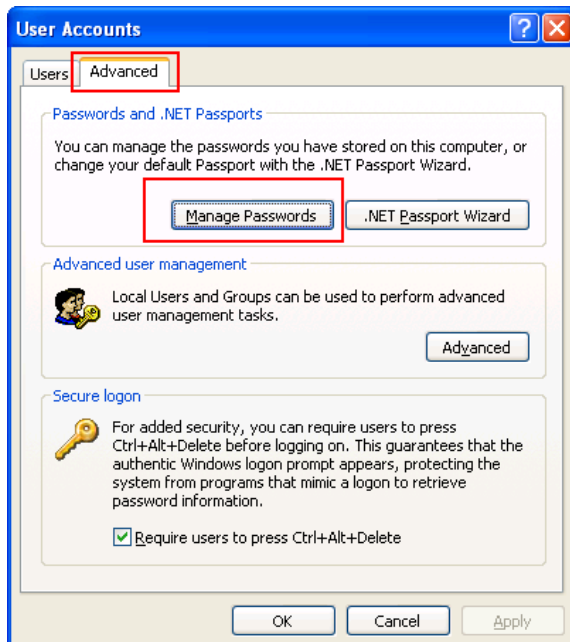 User Accounts
Users Advanced
Passwords and .NET Passports
You can manage the passwords you have stored on this computer, or
change your default Passport with the .NET Passport Wizard.
Manage Passwords .NET Passport Wizard
Advanced user management
Local Users and Groups can be used to perform advanced
user management tasks.
Advanced
Secure logon
For added security, you can require users to press
Ctrl+Alt+Delete before logging on. This guarantees that the
authentic Windows logon prompt appears, protecting the
system from programs that mimic a logon to retrieve
password information.
Require users to press Ctrl+Alt+Delete
OK Cancel Apply